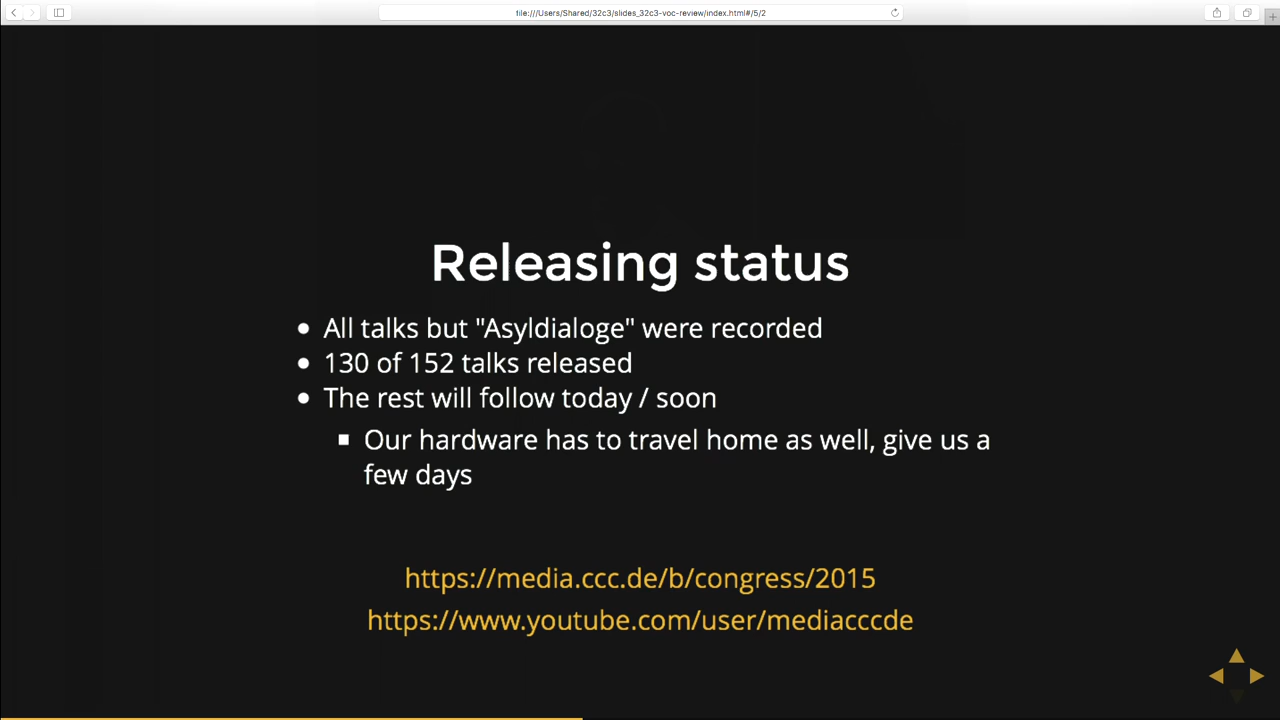 file:///Users/Shared/32c3/slides_32c3-voc-review/index.html#/5/2
Releasing status
All talks but "Asyldialoge" were recorded
130 of 152 talks released
The rest will follow today / soon
Our hardware has to travel home as well, give us a
few days
https://media.ccc.de/b/congress/2015
https://www.youtube.com/user/mediacccde